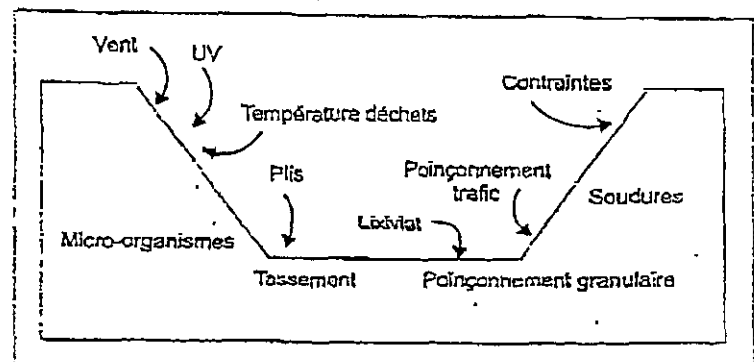 Vent
UV
Contraintes
Température déchets
Plis
Poinçonnement
trafic
Soudures
Lixiviat
Micro-organismes
Tassement
Poinçonnement granulaire